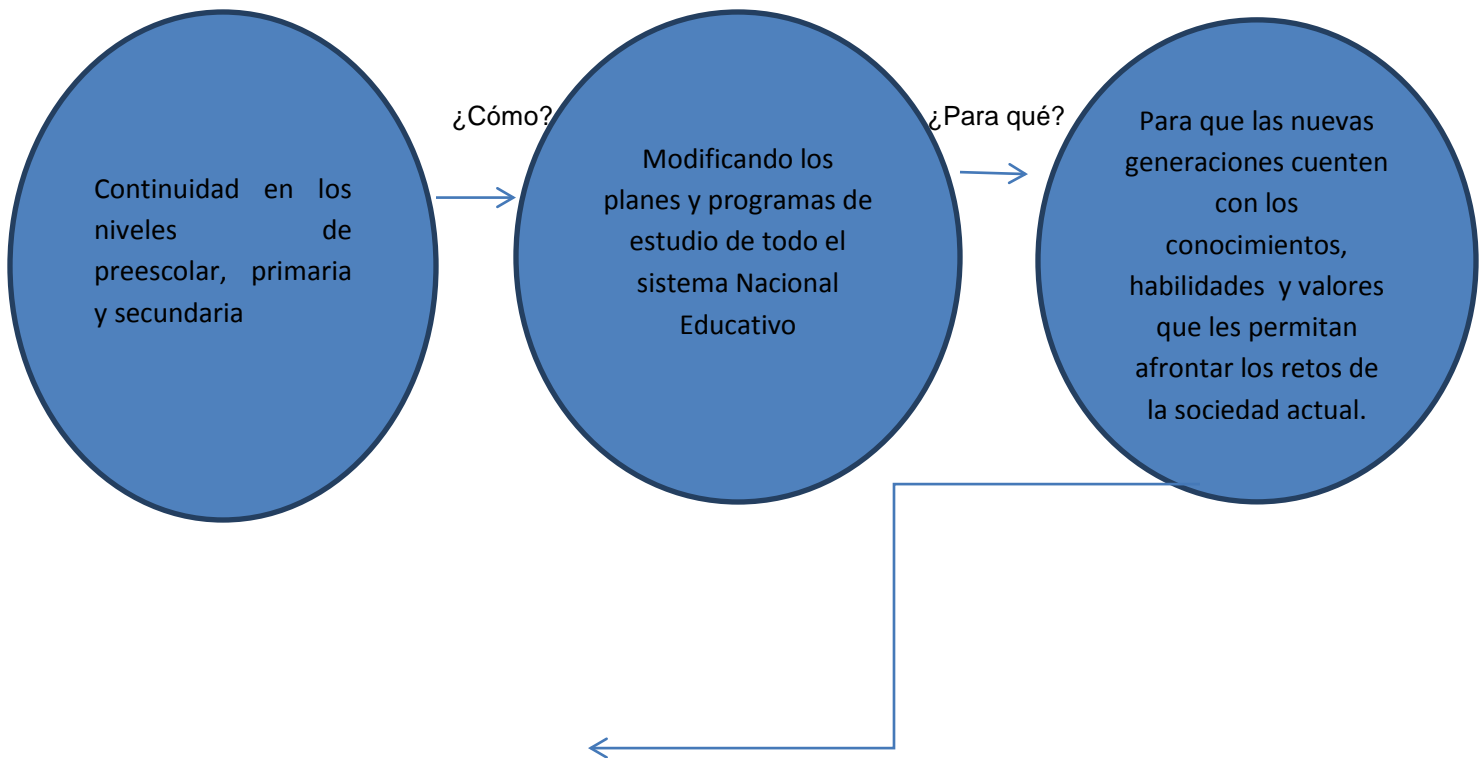 Continuidad en los
niveles de
preescolar, primaria
y secundaria
¿Cómo?
Modificando los
planes y programas de
estudio de todo el
sistema Nacional
Educativo
¿Para qué?
Para que las nuevas
generaciones cuenten
con los
conocimientos,
habilidades y valores
que les permitan
afrontar los retos de
la sociedad actual.